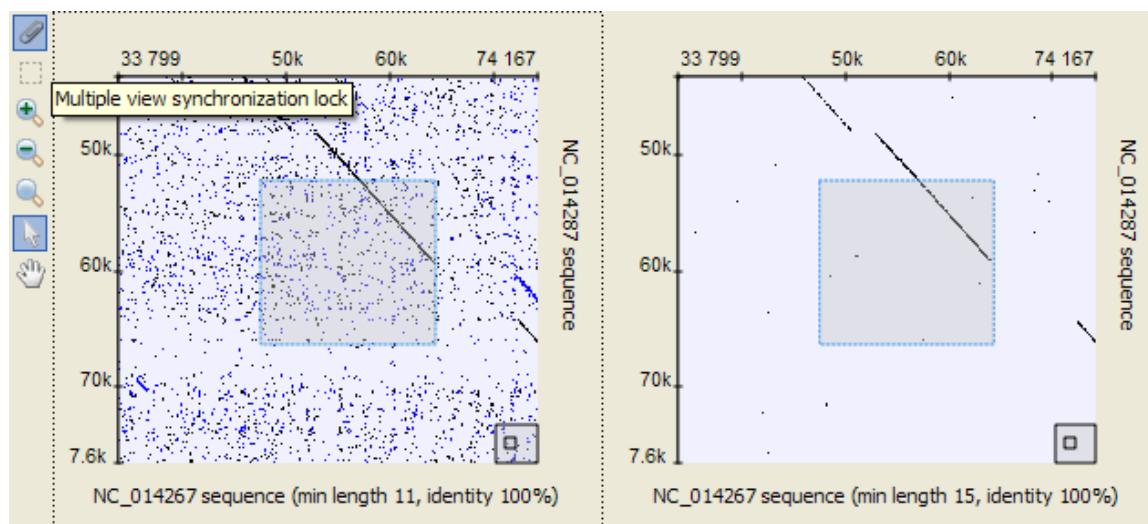 33 799 50k 60k 74 167
33 799 50k 60k 74 167
Multiple view synchronization lock
50k
60k
70k
7.6k
NC_014287 sequence
NC_014267 sequence (min length 11, identity 100%)
50k
60k
70k
7.6k
NC_014287 sequence
NC_014267 sequence (min length 15, identity 100%)